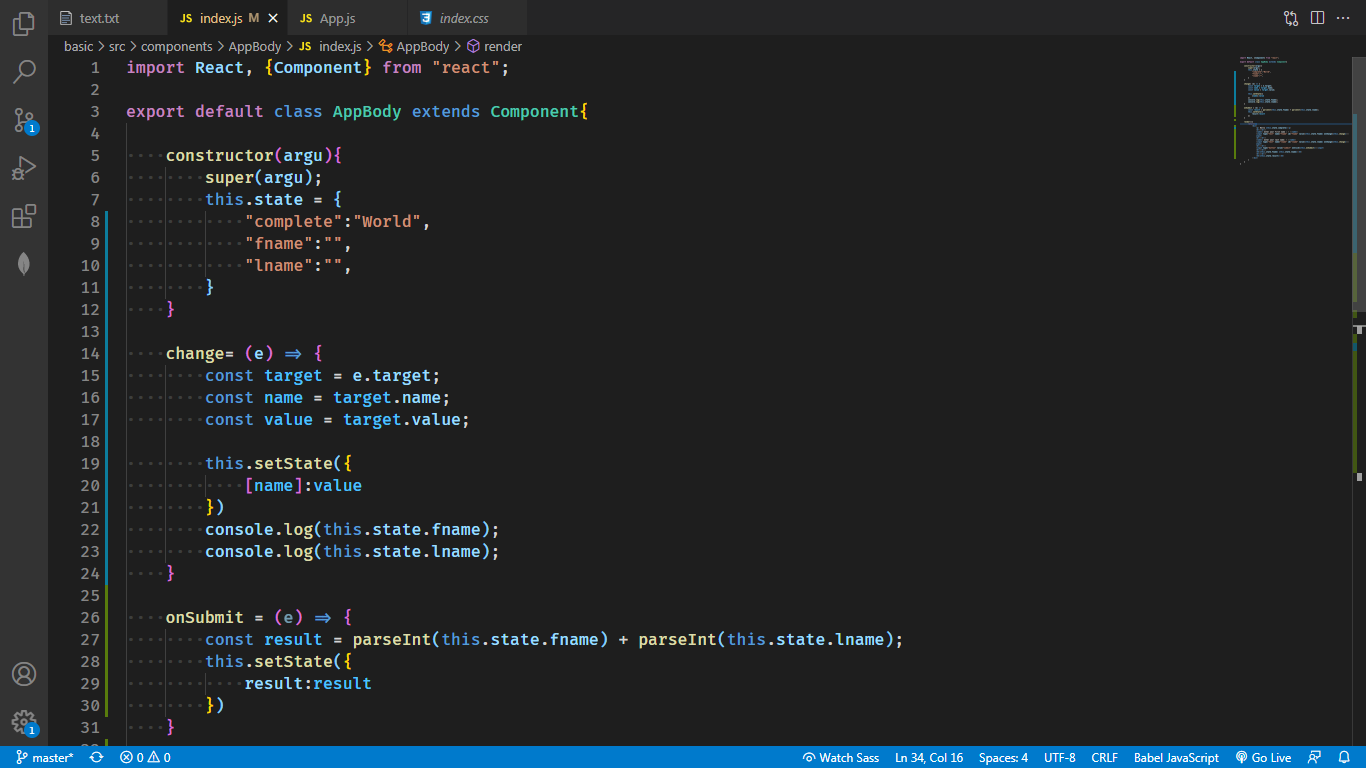 text.txt
JS index.js M ×
JS App.js
index.css
basic > src > components > AppBody > JS index.js > AppBody > render
1 import React, {Component} from "react";
2
3 export default class AppBody extends Component{
4
5 constructor(argu){
6 super(argu);
7 this.state = {
8 "complete":"World",
9 "fname":"",
10 "lname":"",
11 }
12 }
13
14 change= (e) => {
15 const target = e.target;
16 const name = target.name;
17 const value = target.value;
18
19 this.setState({
20 [name]:value
21 })
22 console.log(this.state.fname);
23 console.log(this.state.lname);
24 }
25
26 onSubmit = (e) => {
27 const result = parseInt(this.state.fname) + parseInt(this.state.lname);
28 this.setState({
29 result:result
30 })
31 }
1
1
master* 0 0 Watch Sass Ln 34, Col 16 Spaces: 4 UTF-8 CRLF Babel JavaScript Go Live